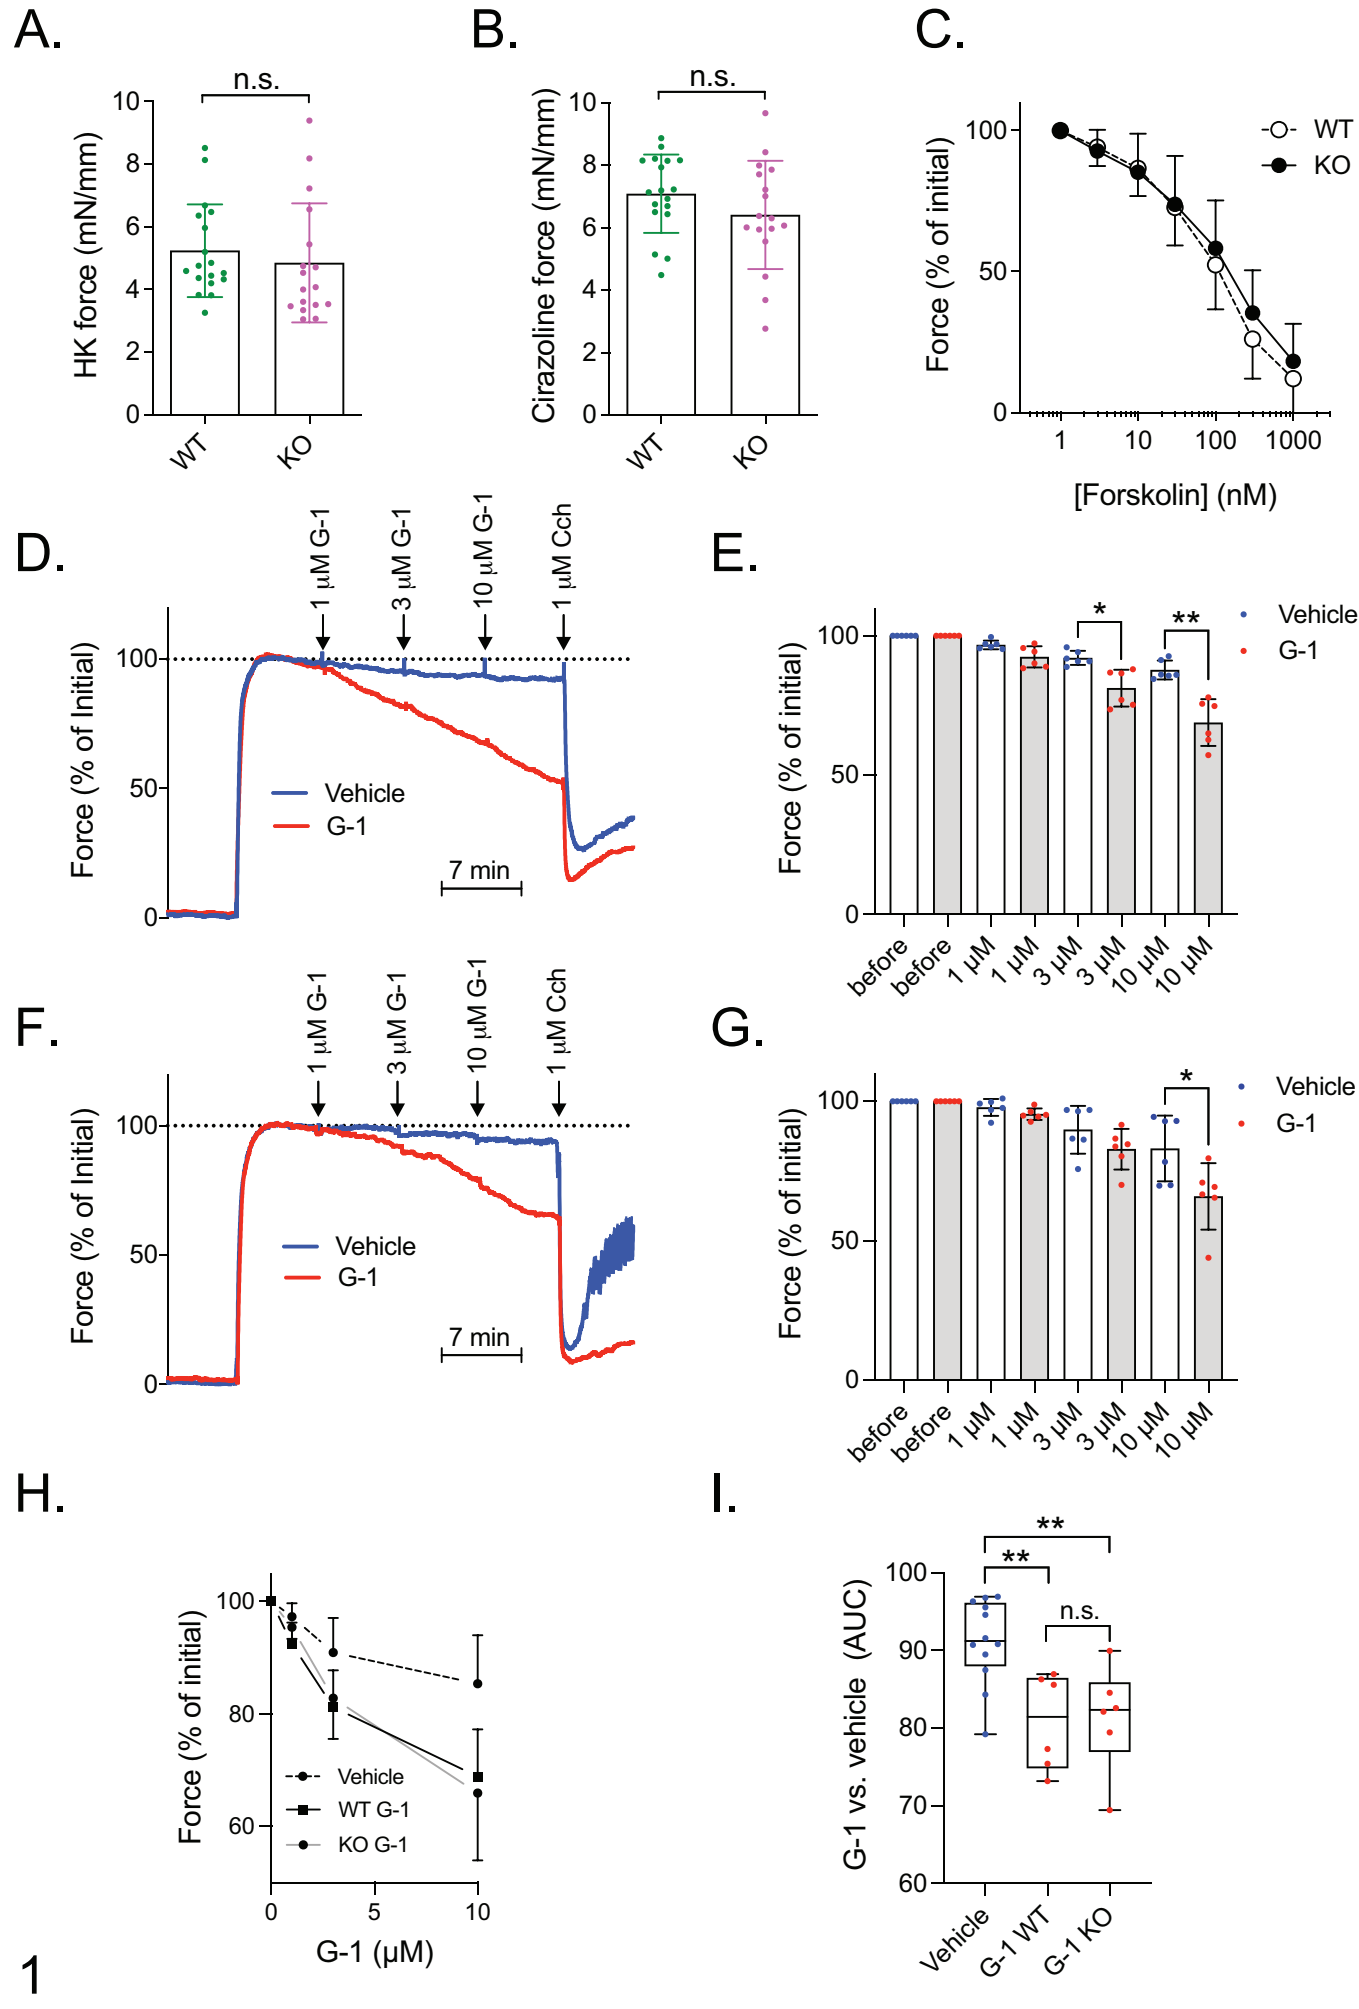 A.
n.s.
HK force (mN/mm)
10
8
6
4
2
0
WT
KO
B.
n.s.
Cirazoline force (mN/mm)
10
8
6
4
2
0
WT
KO
C.
Force (% of initial)
100
50
0
WT
KO
1
10
100
1000
[Forskolin] (nM)
D.
1 μM G-1
3 μM G-1
10 μM G-1
1 μM Cch
Force (% of Initial)
100
50
0
Vehicle
G-1
7 min
E.
Force (% of initial)
100
50
0
*
**
Vehicle
G-1
before
before
1 μM
1 μM
3 μM
3 μM
10 μM
10 μM
F.
1 μM G-1
3 μM G-1
10 μM G-1
1 μM Cch
Force (% of Initial)
100
50
0
Vehicle
G-1
7 min
G.
Force (% of initial)
100
50
0
*
Vehicle
G-1
before
before
1 μM
1 μM
3 μM
3 μM
10 μM
10 μM
H.
Force (% of initial)
100
80
60
Vehicle
WT G-1
KO G-1
0
5
10
G-1 (μM)
I.
**
**
n.s.
G-1 vs. vehicle (AUC)
100
90
80
70
60
Vehicle
G-1 WT
G-1 KO
1